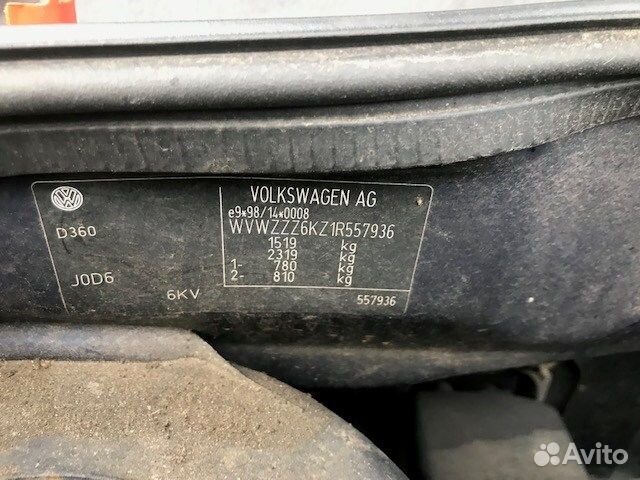 VOLKSWAGEN AG
e9*98/14*0008
WVWZZZ6KZ1R557936
1519 kg
2319 kg
1- 780 kg
2- 810 kg
D360
J0D6
6KV
557936
Avito